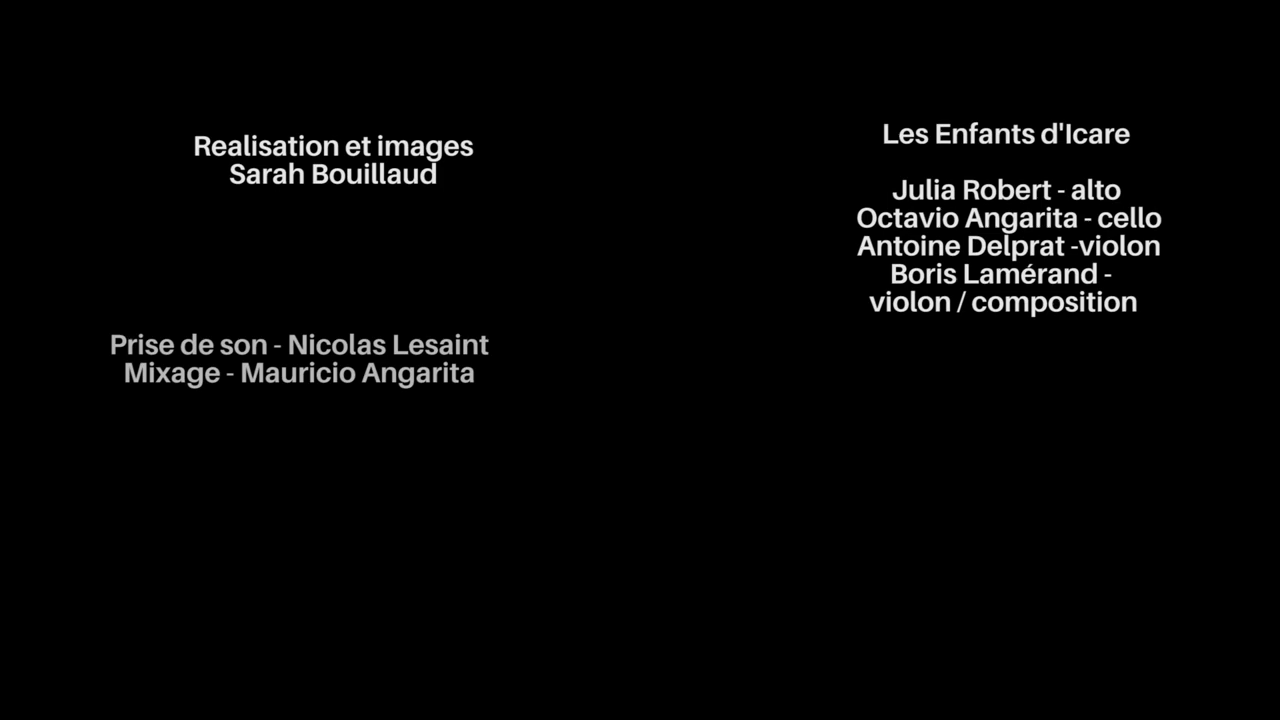 Realisation et images
Sarah Bouillaud
Prise de son - Nicolas Lesaint
Mixage - Mauricio Angarita
Les Enfants d'Icare
Julia Robert - alto
Octavio Angarita - cello
Antoine Delprat -violon
Boris Lamérand -
violon / composition